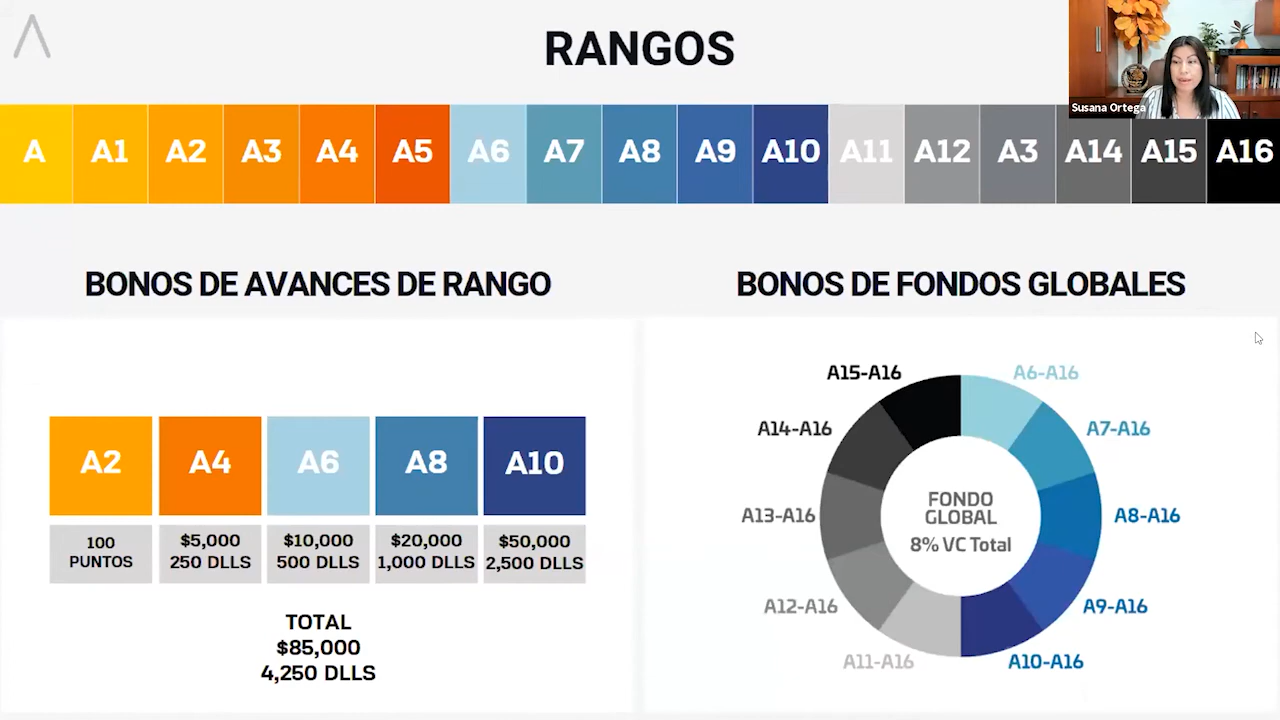 RANGOS
Susana Ortega
A A1 A2 A3 A4 A5 A6 A7 A8 A9 A10 A11 A12 A3 A14 A15 A16
BONOS DE AVANCES DE RANGO
A2 A4 A6 A8 A10
100 PUNTOS
$5,000 250 DLLS
$10,000 500 DLLS
$20,000 1,000 DLLS
$50,000 2,500 DLLS
TOTAL
$85,000
4,250 DLLS
BONOS DE FONDOS GLOBALES
A15-A16
A6-A16
A14-A16
A7-A16
A13-A16
A8-A16
A12-A16
A9-A16
A11-A16
A10-A16
FONDO
GLOBAL
8% VC Total